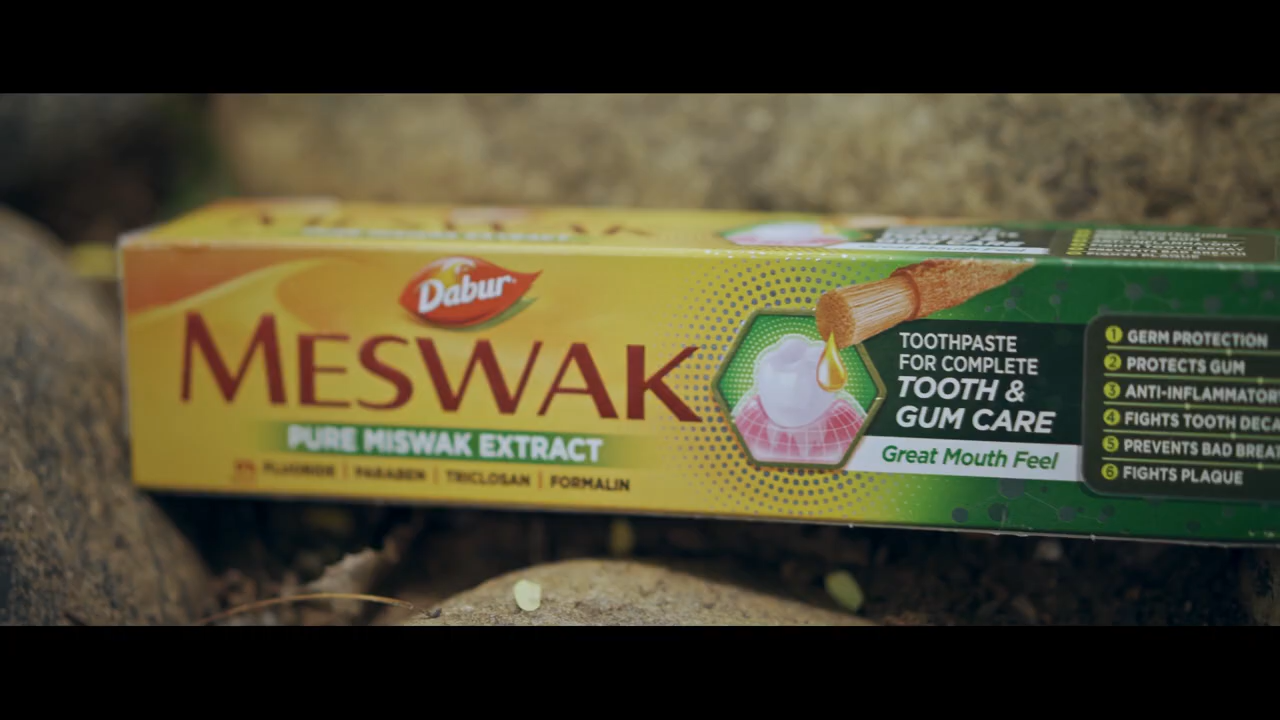 Dabur
MESWAK
PURE MISWAK EXTRACT
FLUORIDE | PARABEN | TRICLOSAN | FORMALIN
TOOTHPASTE
FOR COMPLETE
TOOTH &
GUM CARE
Great Mouth Feel
1 GERM PROTECTION
2 PROTECTS GUM
3 ANTI-INFLAMMATOR
4 FIGHTS TOOTH DECA
5 PREVENTS BAD BREAT
6 FIGHTS PLAQUE